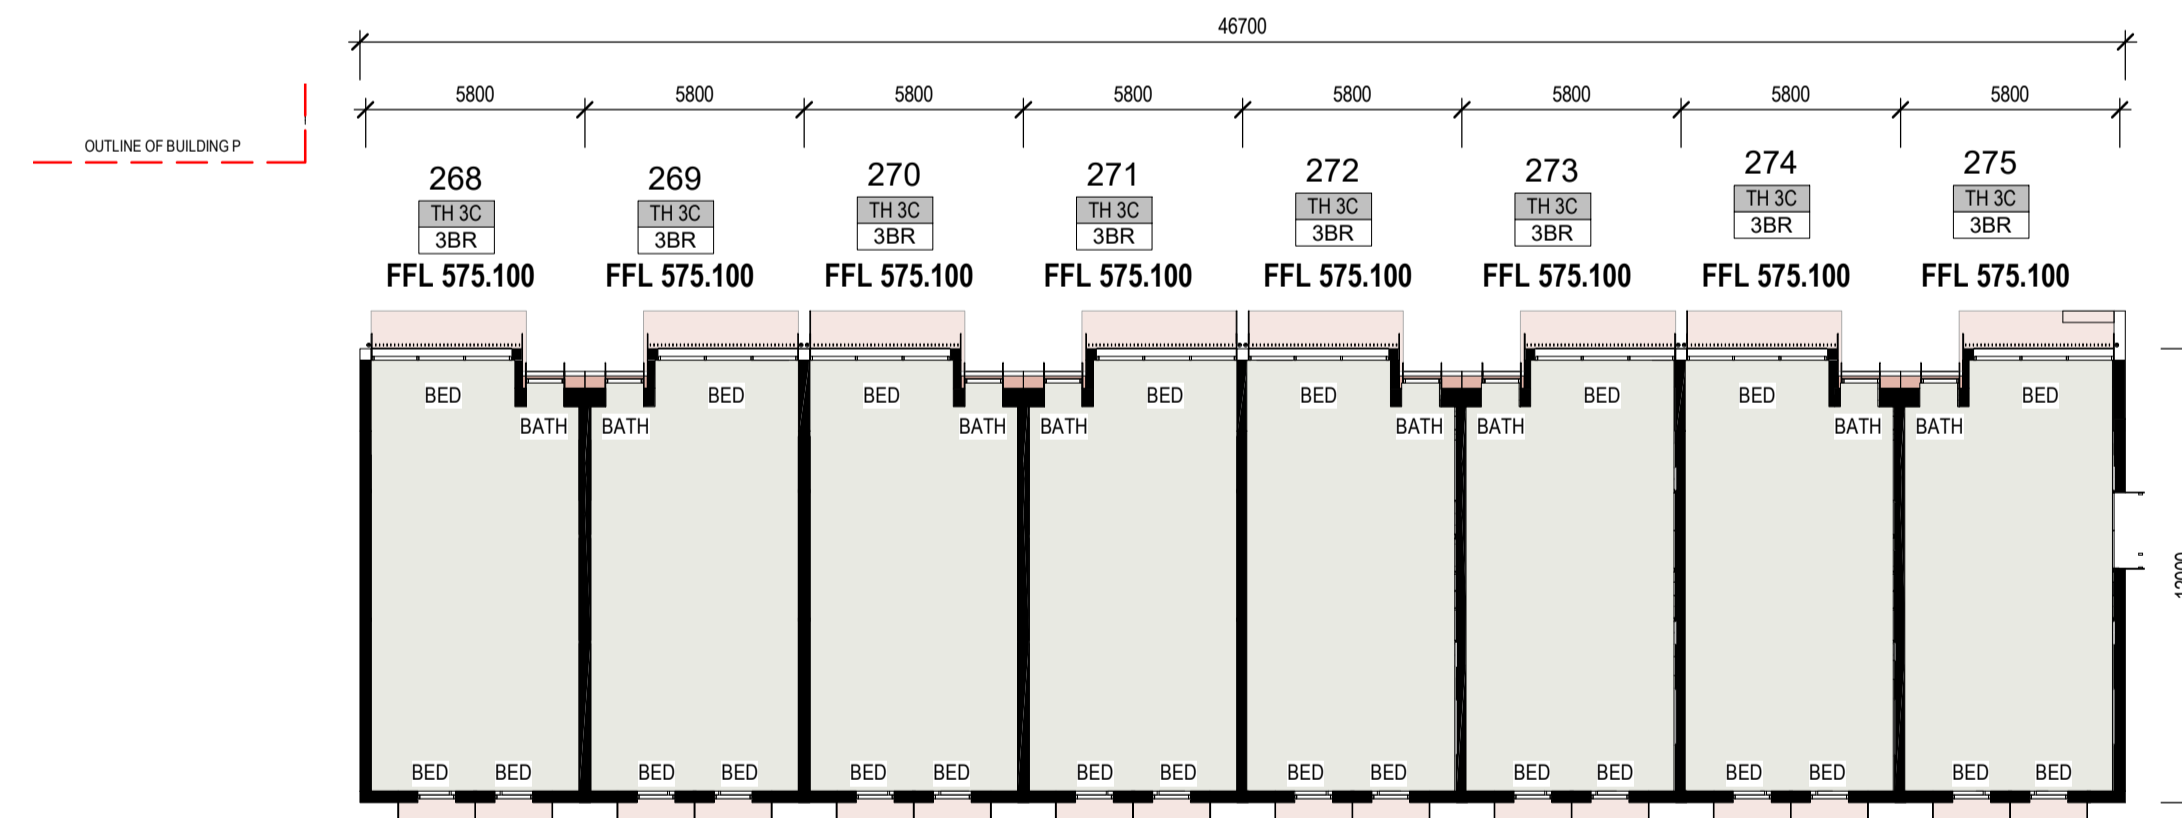 46700
5800 5800 5800 5800 5800 5800 5800 5800
OUTLINE OF BUILDING P
268 269 270 271 272 273 274 275
TH 3C TH 3C TH 3C TH 3C TH 3C TH 3C TH 3C TH 3C
3BR 3BR 3BR 3BR 3BR 3BR 3BR 3BR
FFL 575.100 FFL 575.100 FFL 575.100 FFL 575.100 FFL 575.100 FFL 575.100 FFL 575.100 FFL 575.100
BED BED BED BED BED BED BED BED
BATH BATH BATH BATH BATH BATH BATH BATH
BED BED BED BED BED BED BED BED BED BED BED BED BED BED BED BED